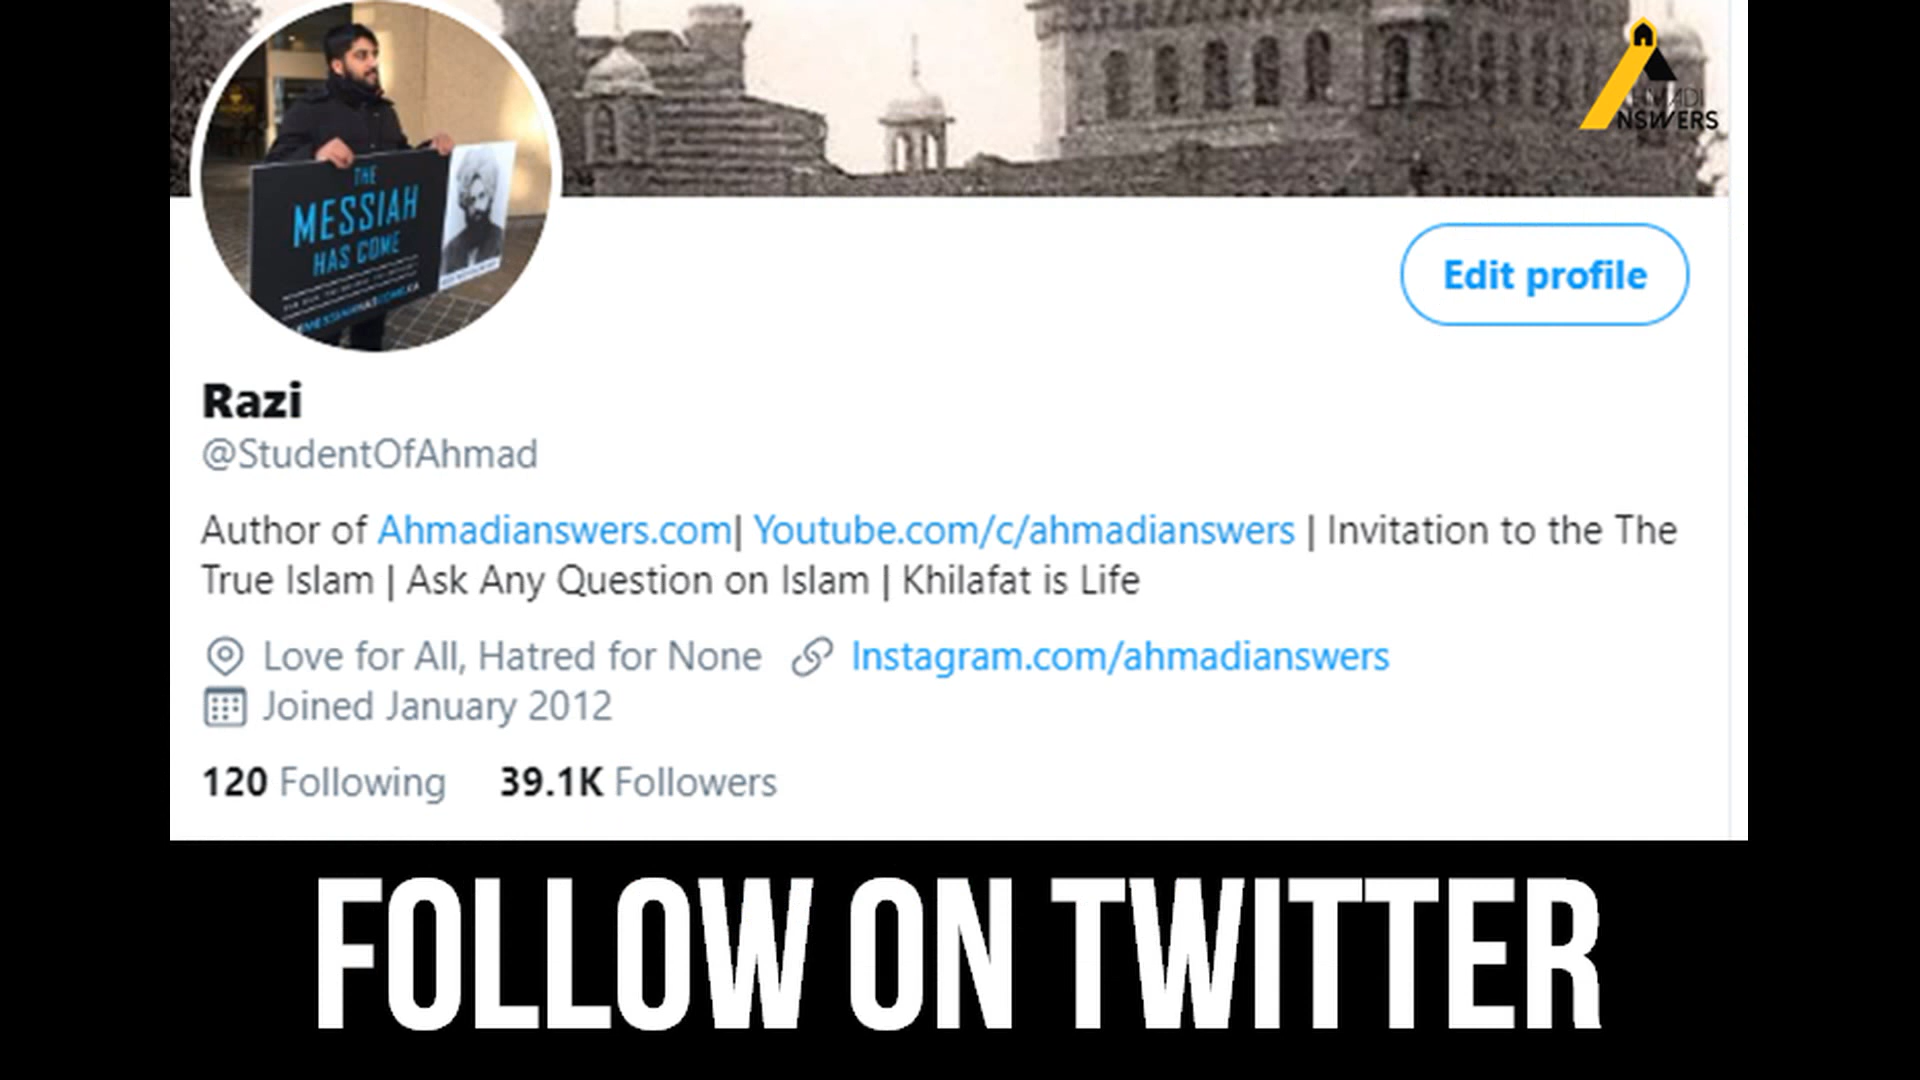 AHMADI
NSWERS
THE
MESSIAH
HAS COME
Edit profile
Razi
@StudentOfAhmad
Author of Ahmadianswers.com| Youtube.com/c/ahmadianswers | Invitation to the The
True Islam | Ask Any Question on Islam | Khilafat is Life
Love for All, Hatred for None Instagram.com/ahmadianswers
Joined January 2012
120 Following 39.1K Followers
FOLLOW ON TWITTER